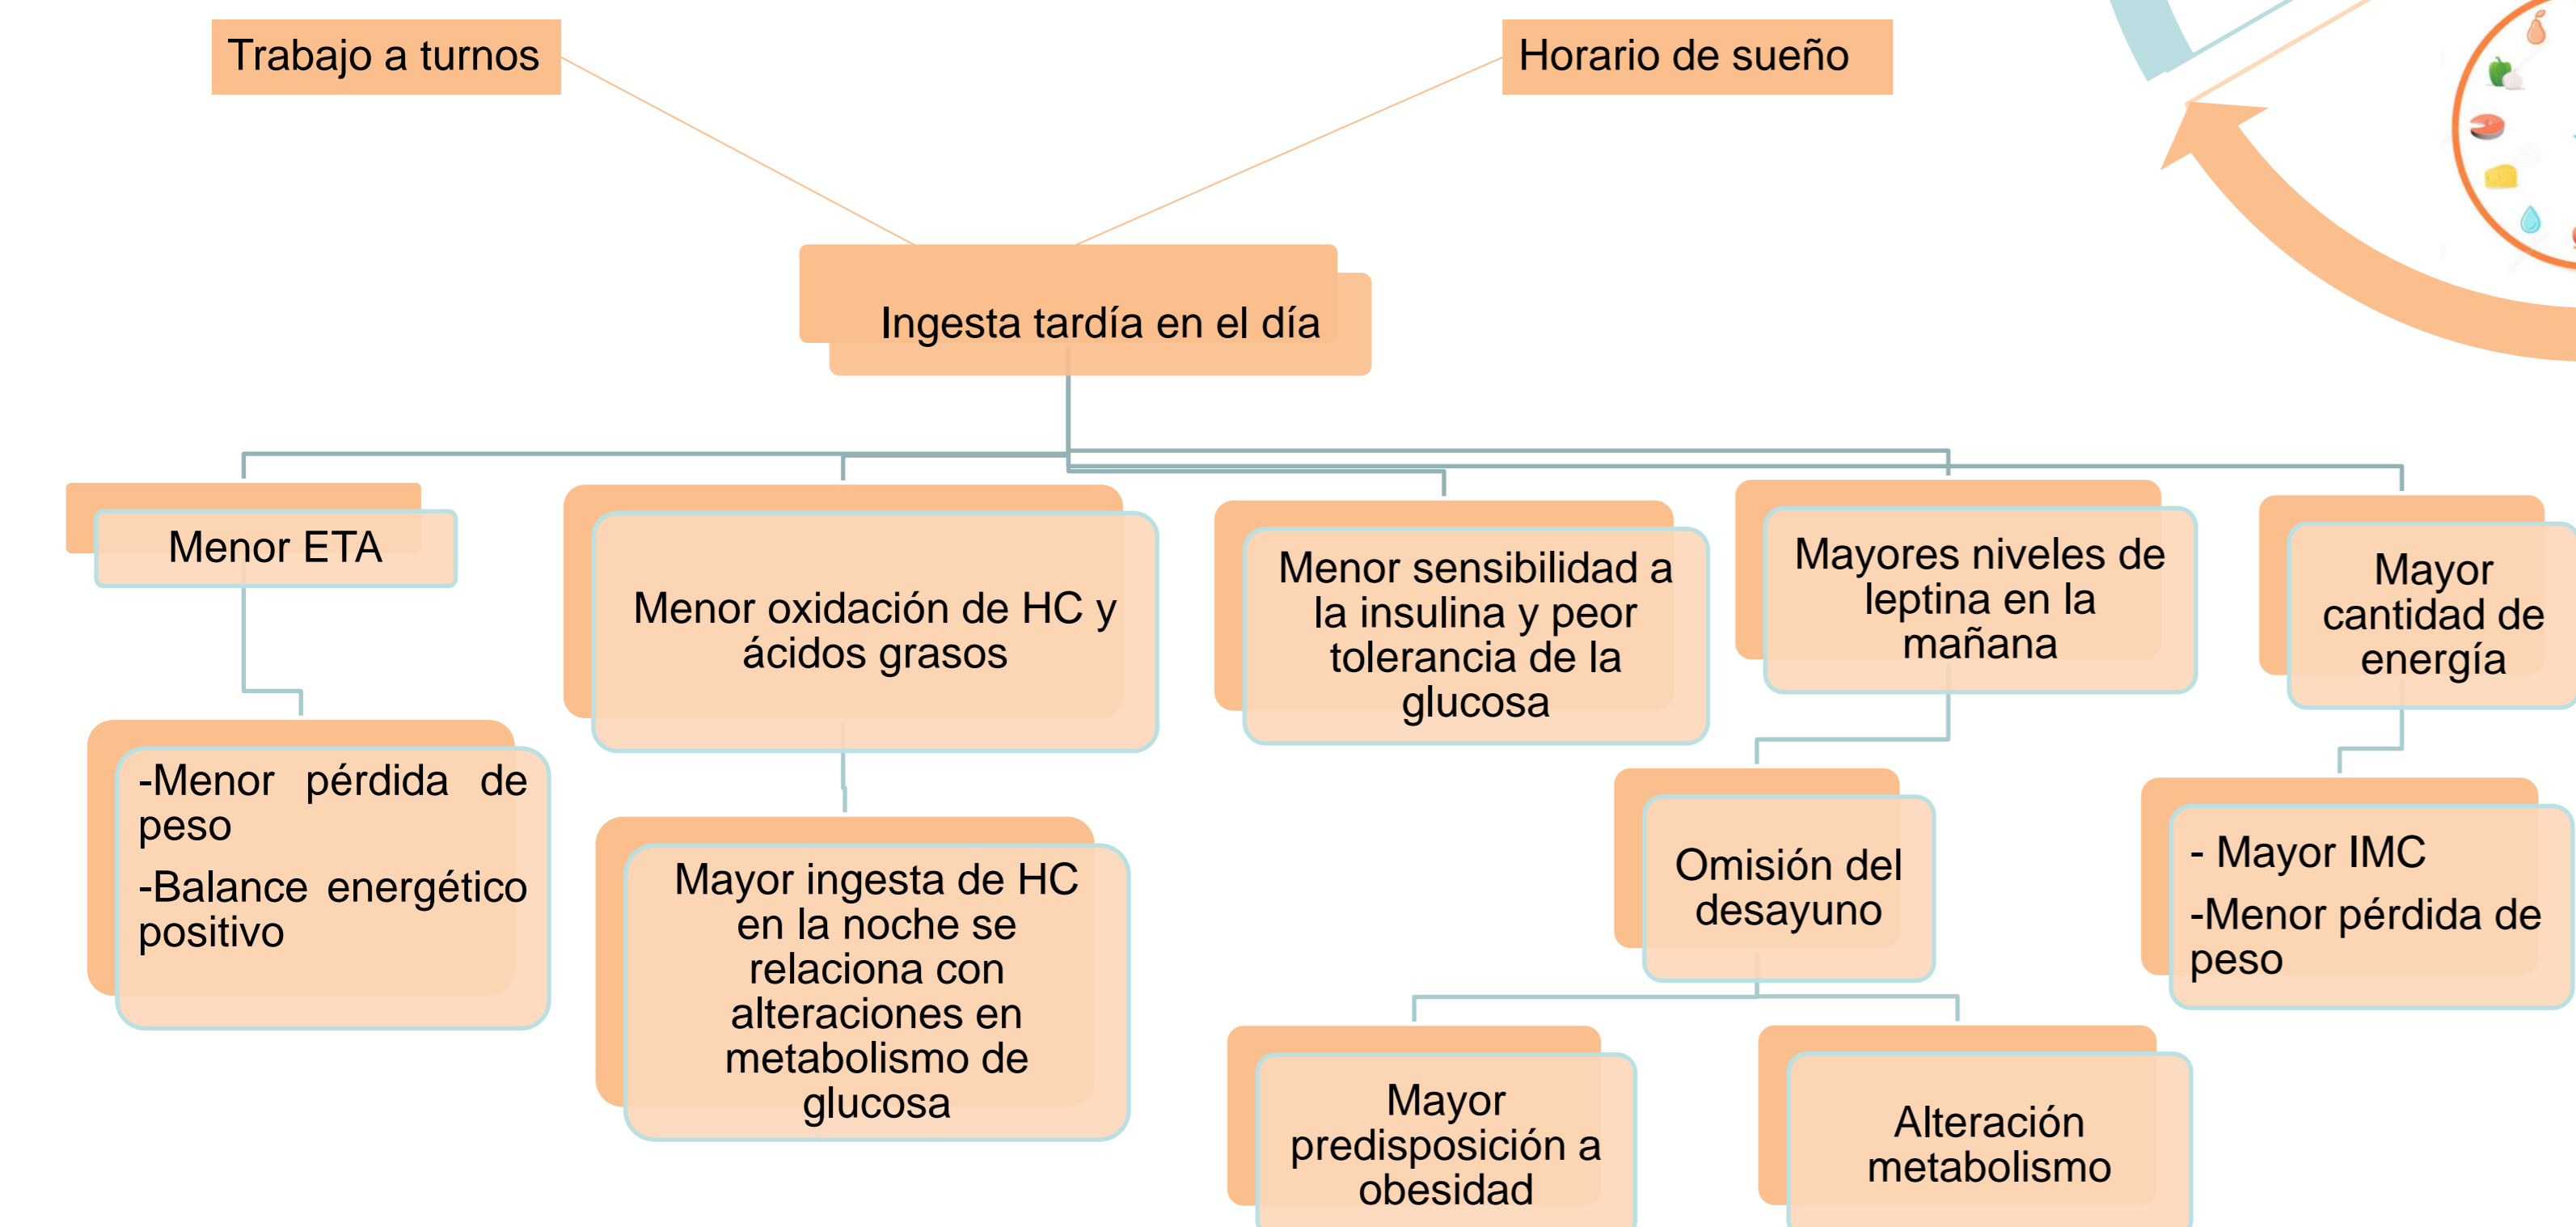 Trabajo a turnos
Horario de sueño
Ingesta tardía en el día
Menor ETA
Menor oxidación de HC y
ácidos grasos
Menor sensibilidad a
la insulina y peor
tolerancia de la
glucosa
Mayores niveles de
leptina en la
mañana
Mayor
cantidad de
energía
-Menor pérdida de
peso
-Balance energético
positivo
Mayor ingesta de HC
en la noche se
relaciona con
alteraciones en
metabolismo de
glucosa
Omisión del
desayuno
- Mayor IMC
-Menor pérdida de
peso
Mayor
predisposición a
obesidad
Alteración
metabolismo